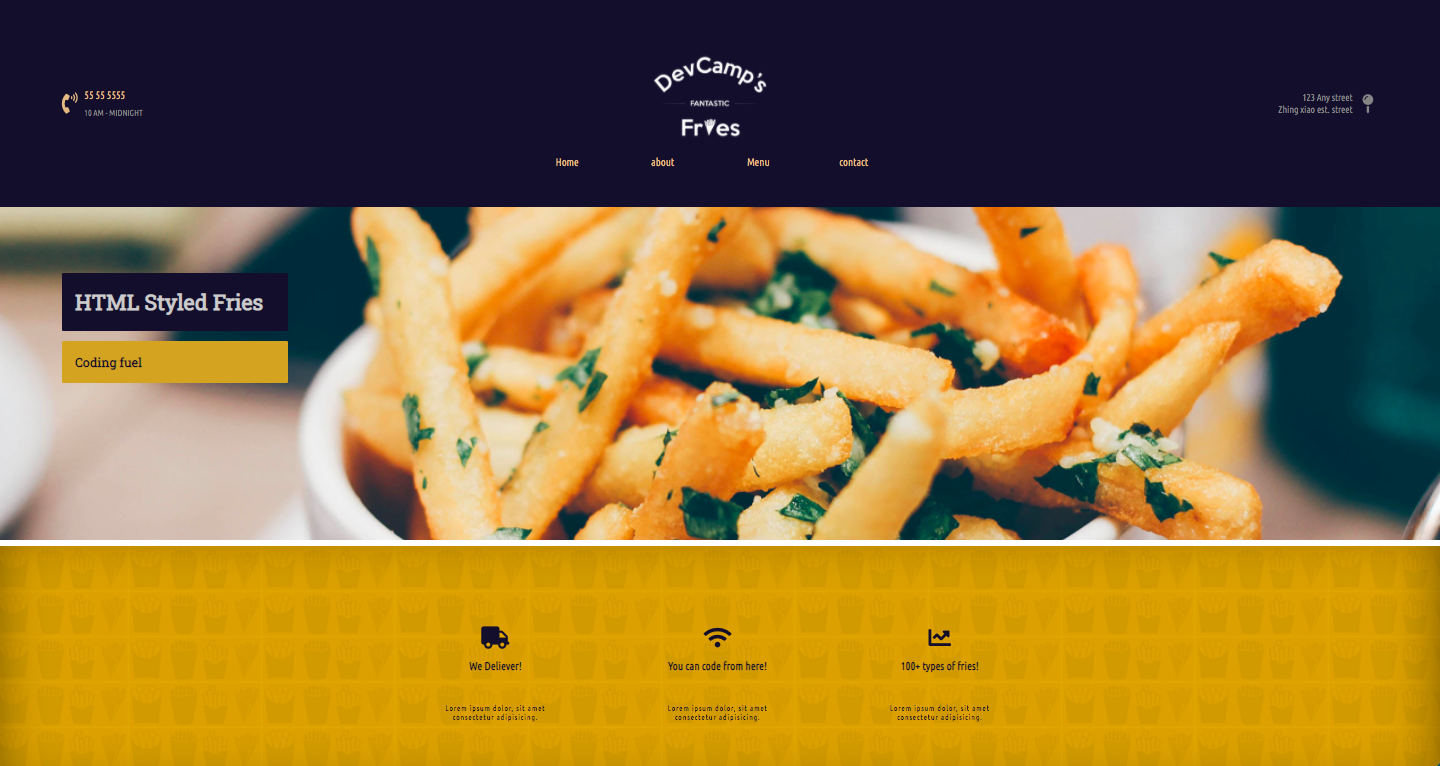 55 55 5555
10 AM - MIDNIGHT
DevCamp's
FANTASTIC
Fries
123 Any street
Zhing xiao est. street
Home about Menu contact
HTML Styled Fries
Coding fuel
We Deliever!
Lorem ipsum dolor, sit amet
consectetur adipisicing.
You can code from here!
Lorem ipsum dolor, sit amet
consectetur adipisicing.
100+ types of fries!
Lorem ipsum dolor, sit amet
consectetur adipisicing.